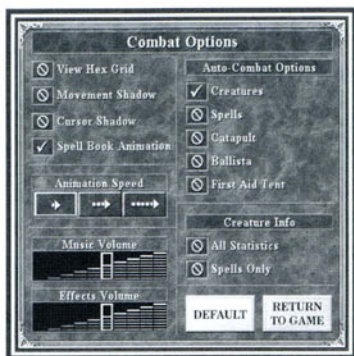 Combat Options
View Hex Grid
Movement Shadow
Cursor Shadow
Spell Book Animation
Animation Speed
Music Volume
Effects Volume
Auto-Combat Options
Creatures
Spells
Catapult
Ballista
First Aid Tent
Creature Info
All Statistics
Spells Only
DEFAULT
RETURN
TO GAME